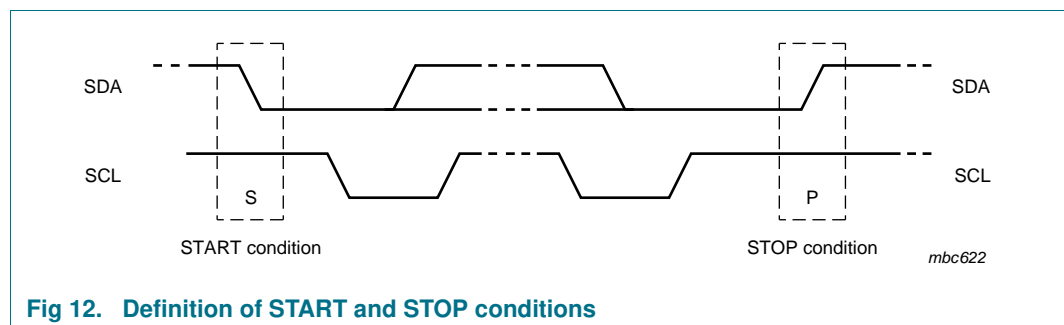 SDA SDA
SCL SCL
S P
START condition STOP condition
mbc622
Fig 12. Definition of START and STOP conditions